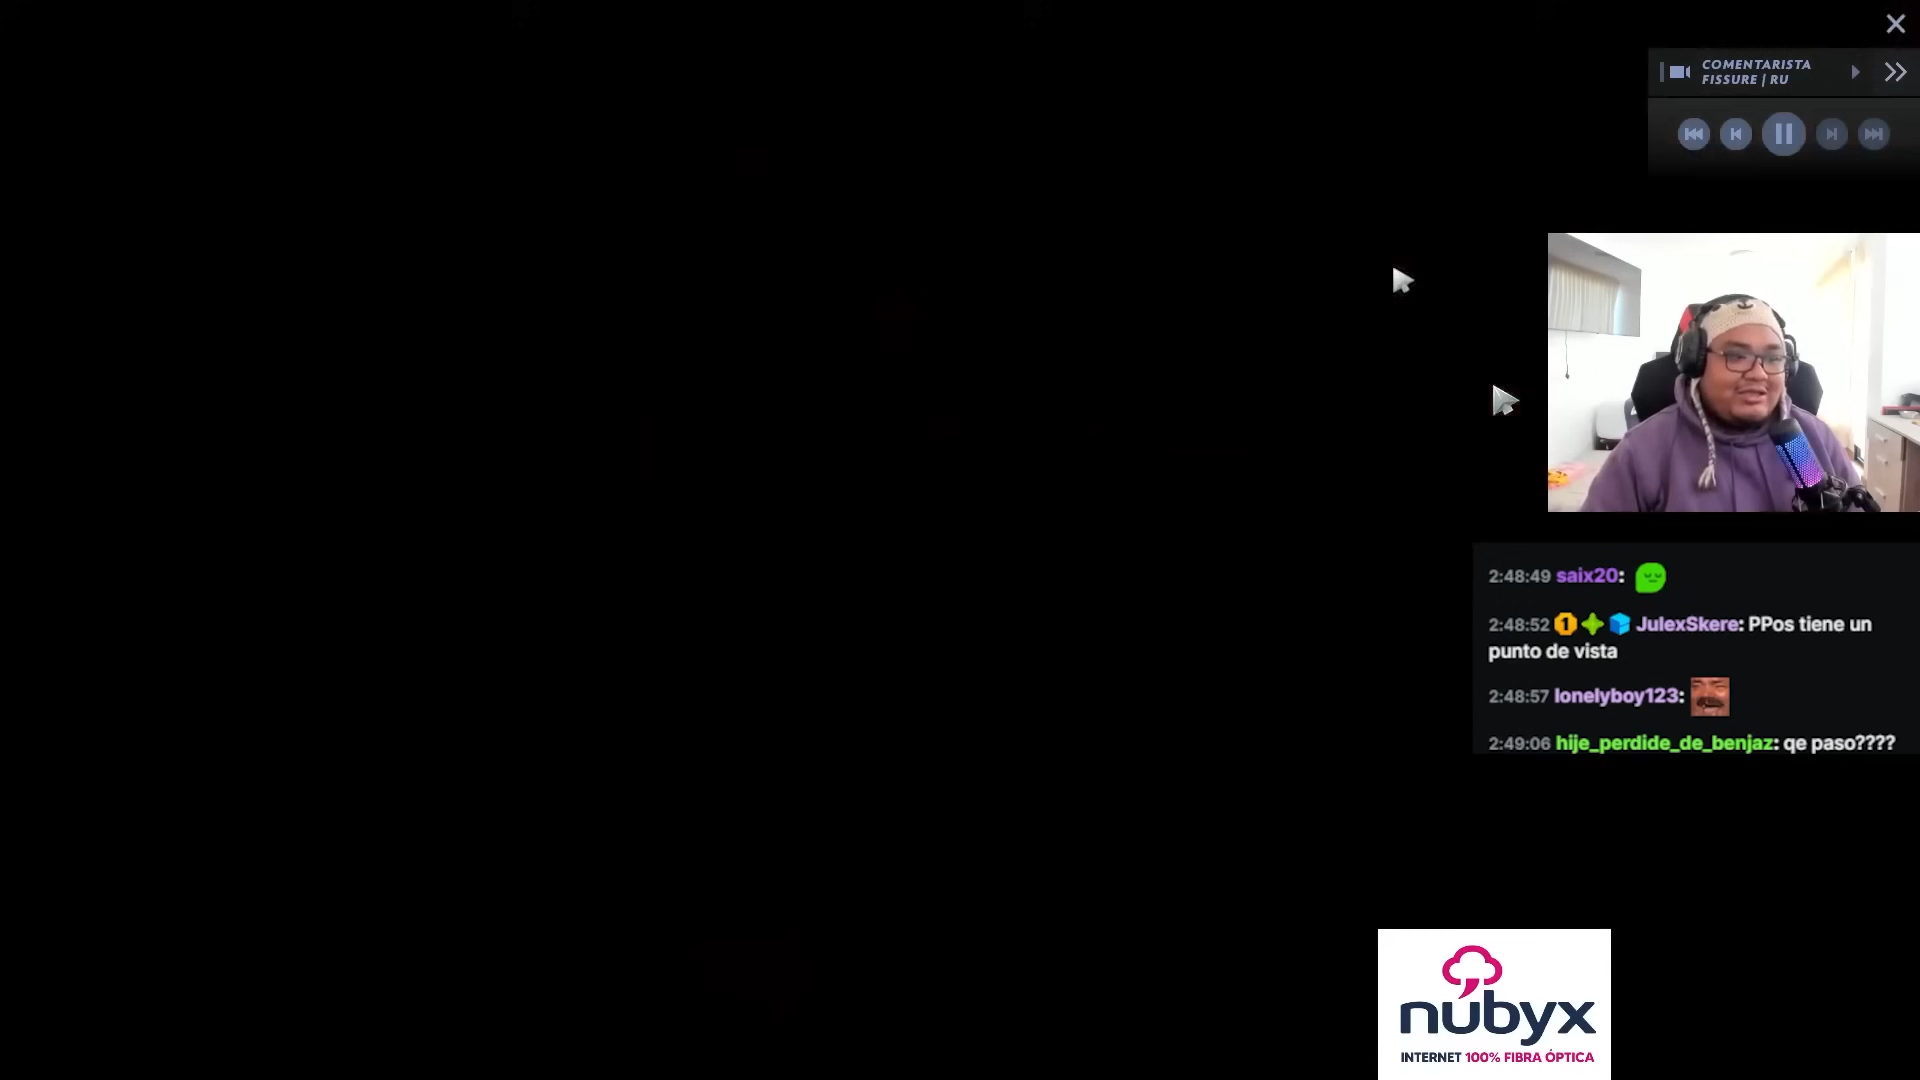 COMENTARISTA
FISSURE | RU
2:48:49 saix20:
2:48:52 1 JulexSkere: PPos tiene un
punto de vista
2:48:57 lonelyboy123:
2:49:06 hije_perdide_de_benjaz: qe paso????
nubyx
INTERNET 100% FIBRA ÓPTICA